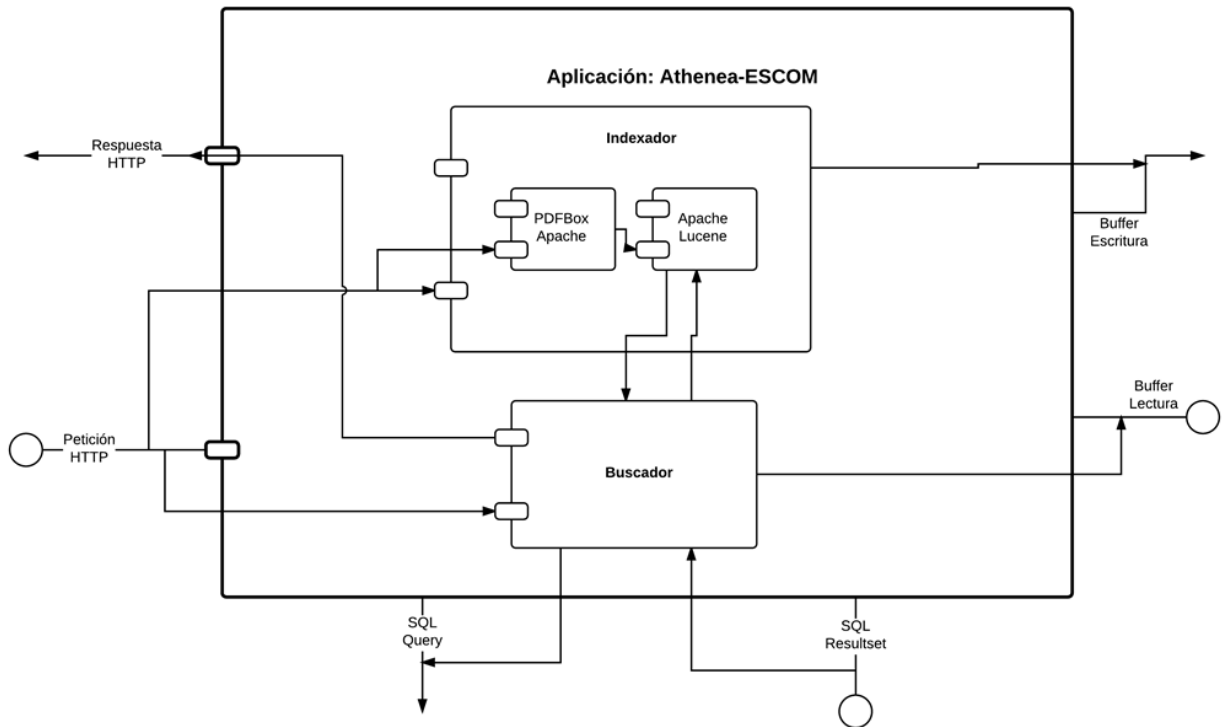 Aplicación: Athenea-ESCOM
Indexador
Respuesta
HTTP
PDFBox
Apache
Apache
Lucene
Buffer
Escritura
Buffer
Lectura
Petición
HTTP
Buscador
SQL
Query
SQL
Resultset